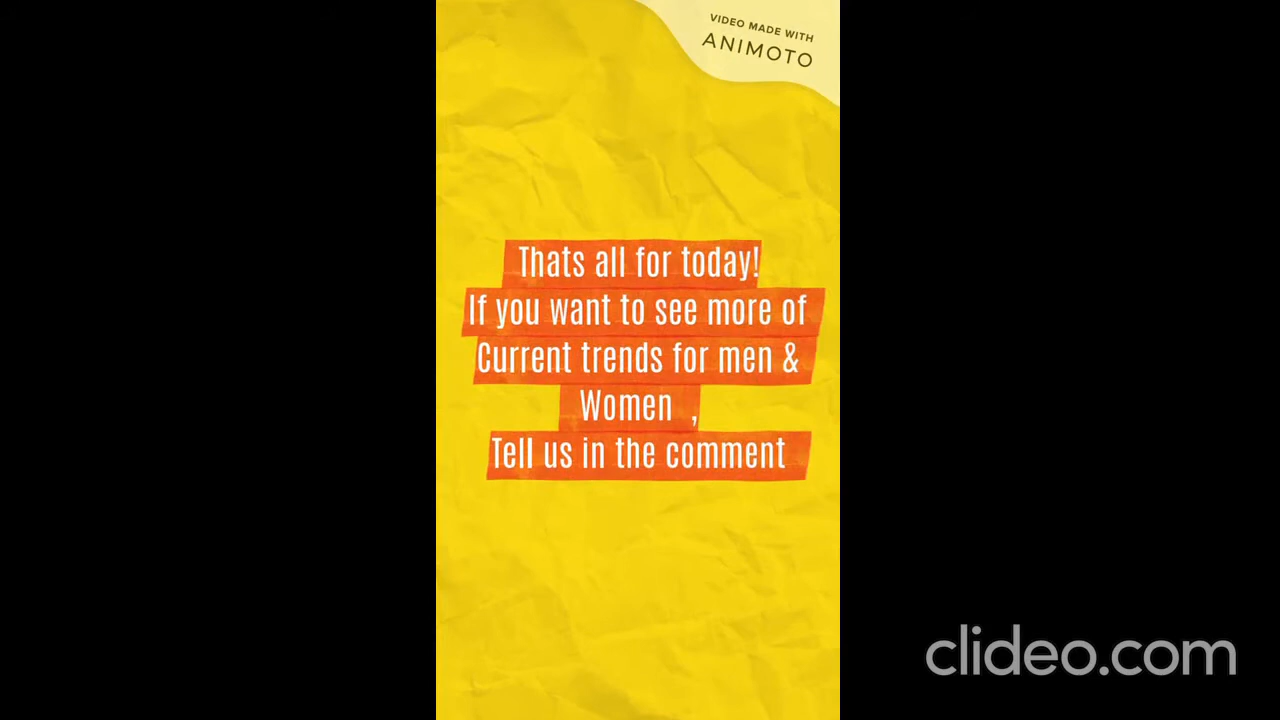 VIDEO MADE WITH
ANIMOTO
Thats all for today!
If you want to see more of
Current trends for men &
Women ,
Tell us in the comment
clideo.com